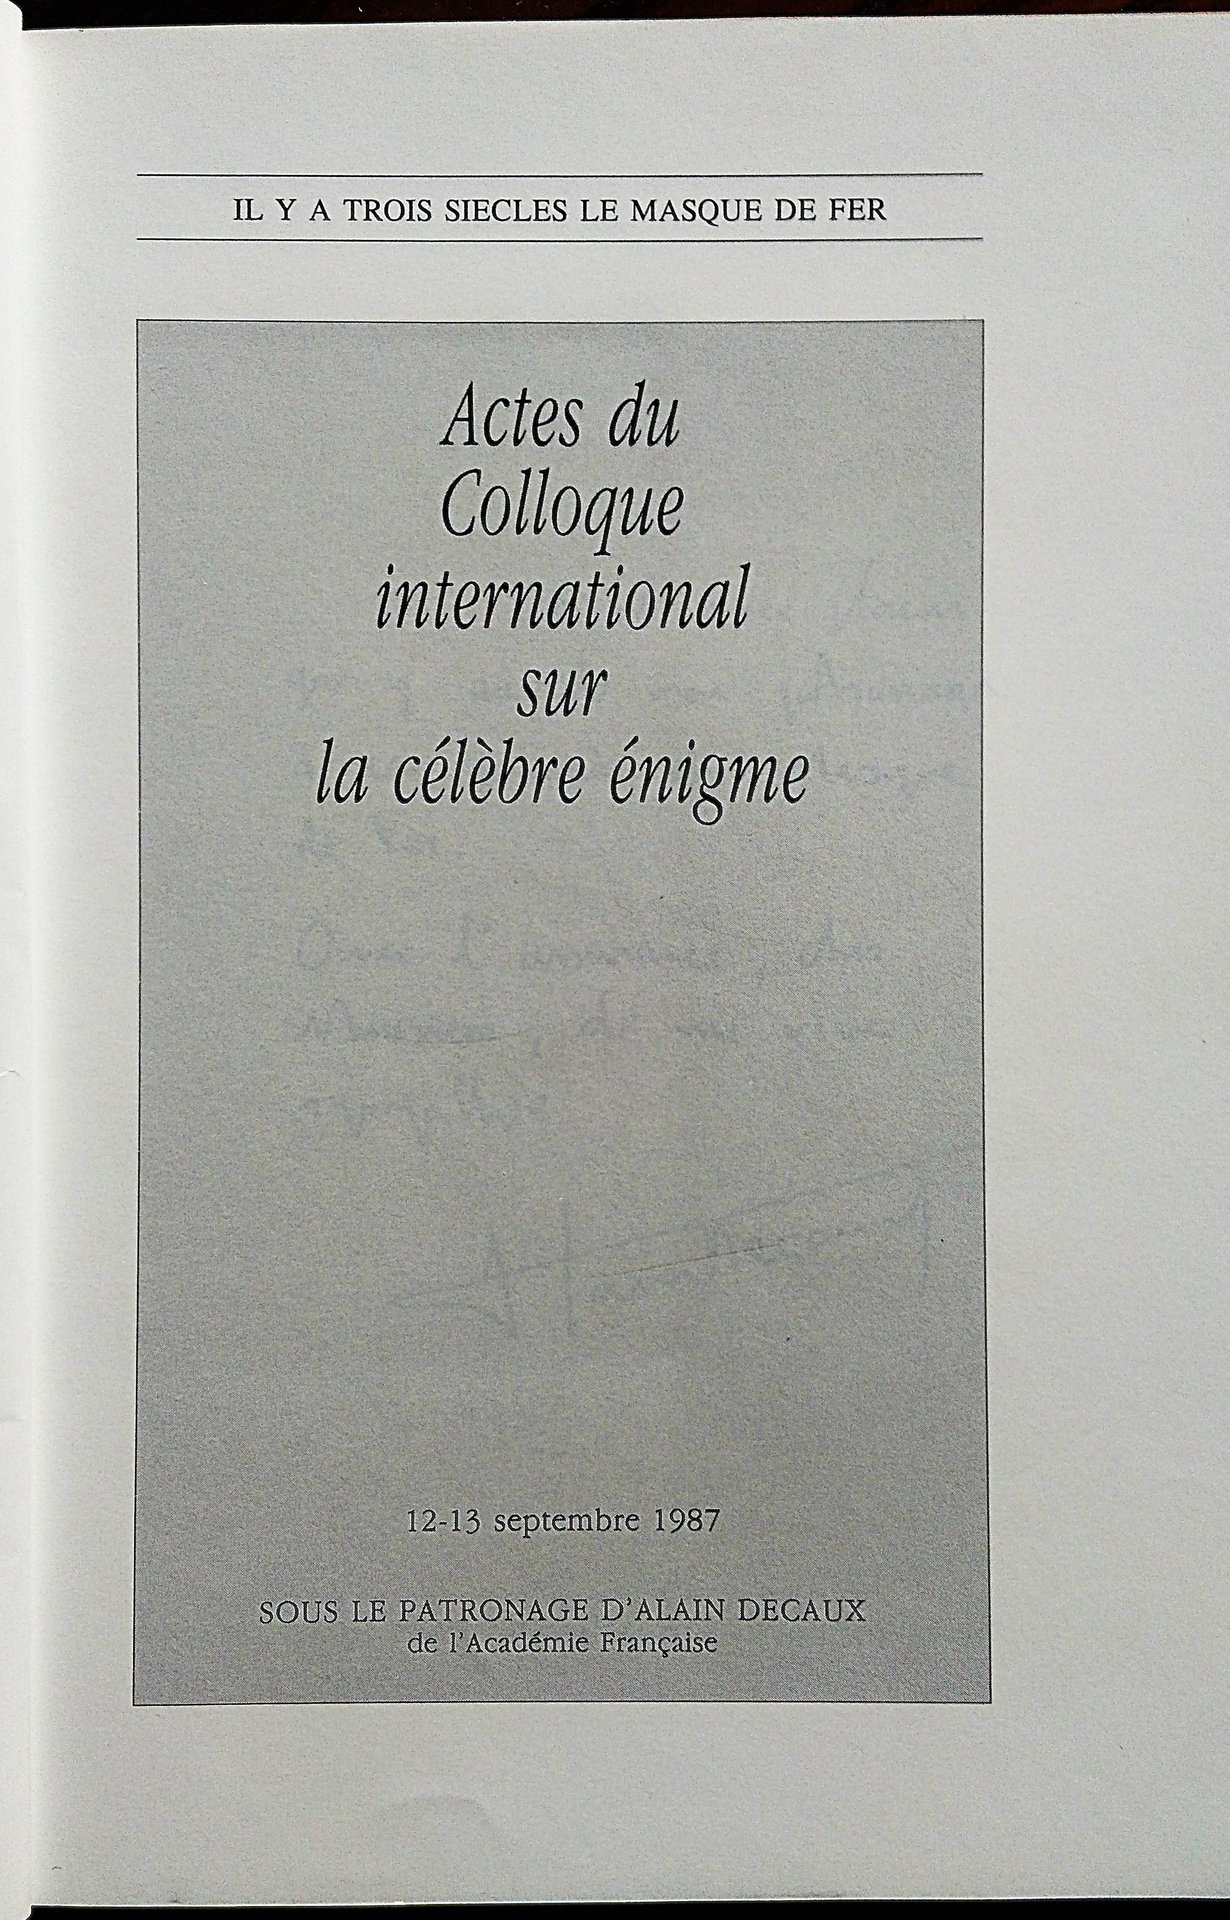 IL Y A TROIS SIECLES LE MASQUE DE FER
Actes du
Colloque
international
sur
la célèbre énigme
12-13 septembre 1987
SOUS LE PATRONAGE D'ALAIN DECAUX
de l'Académie Française